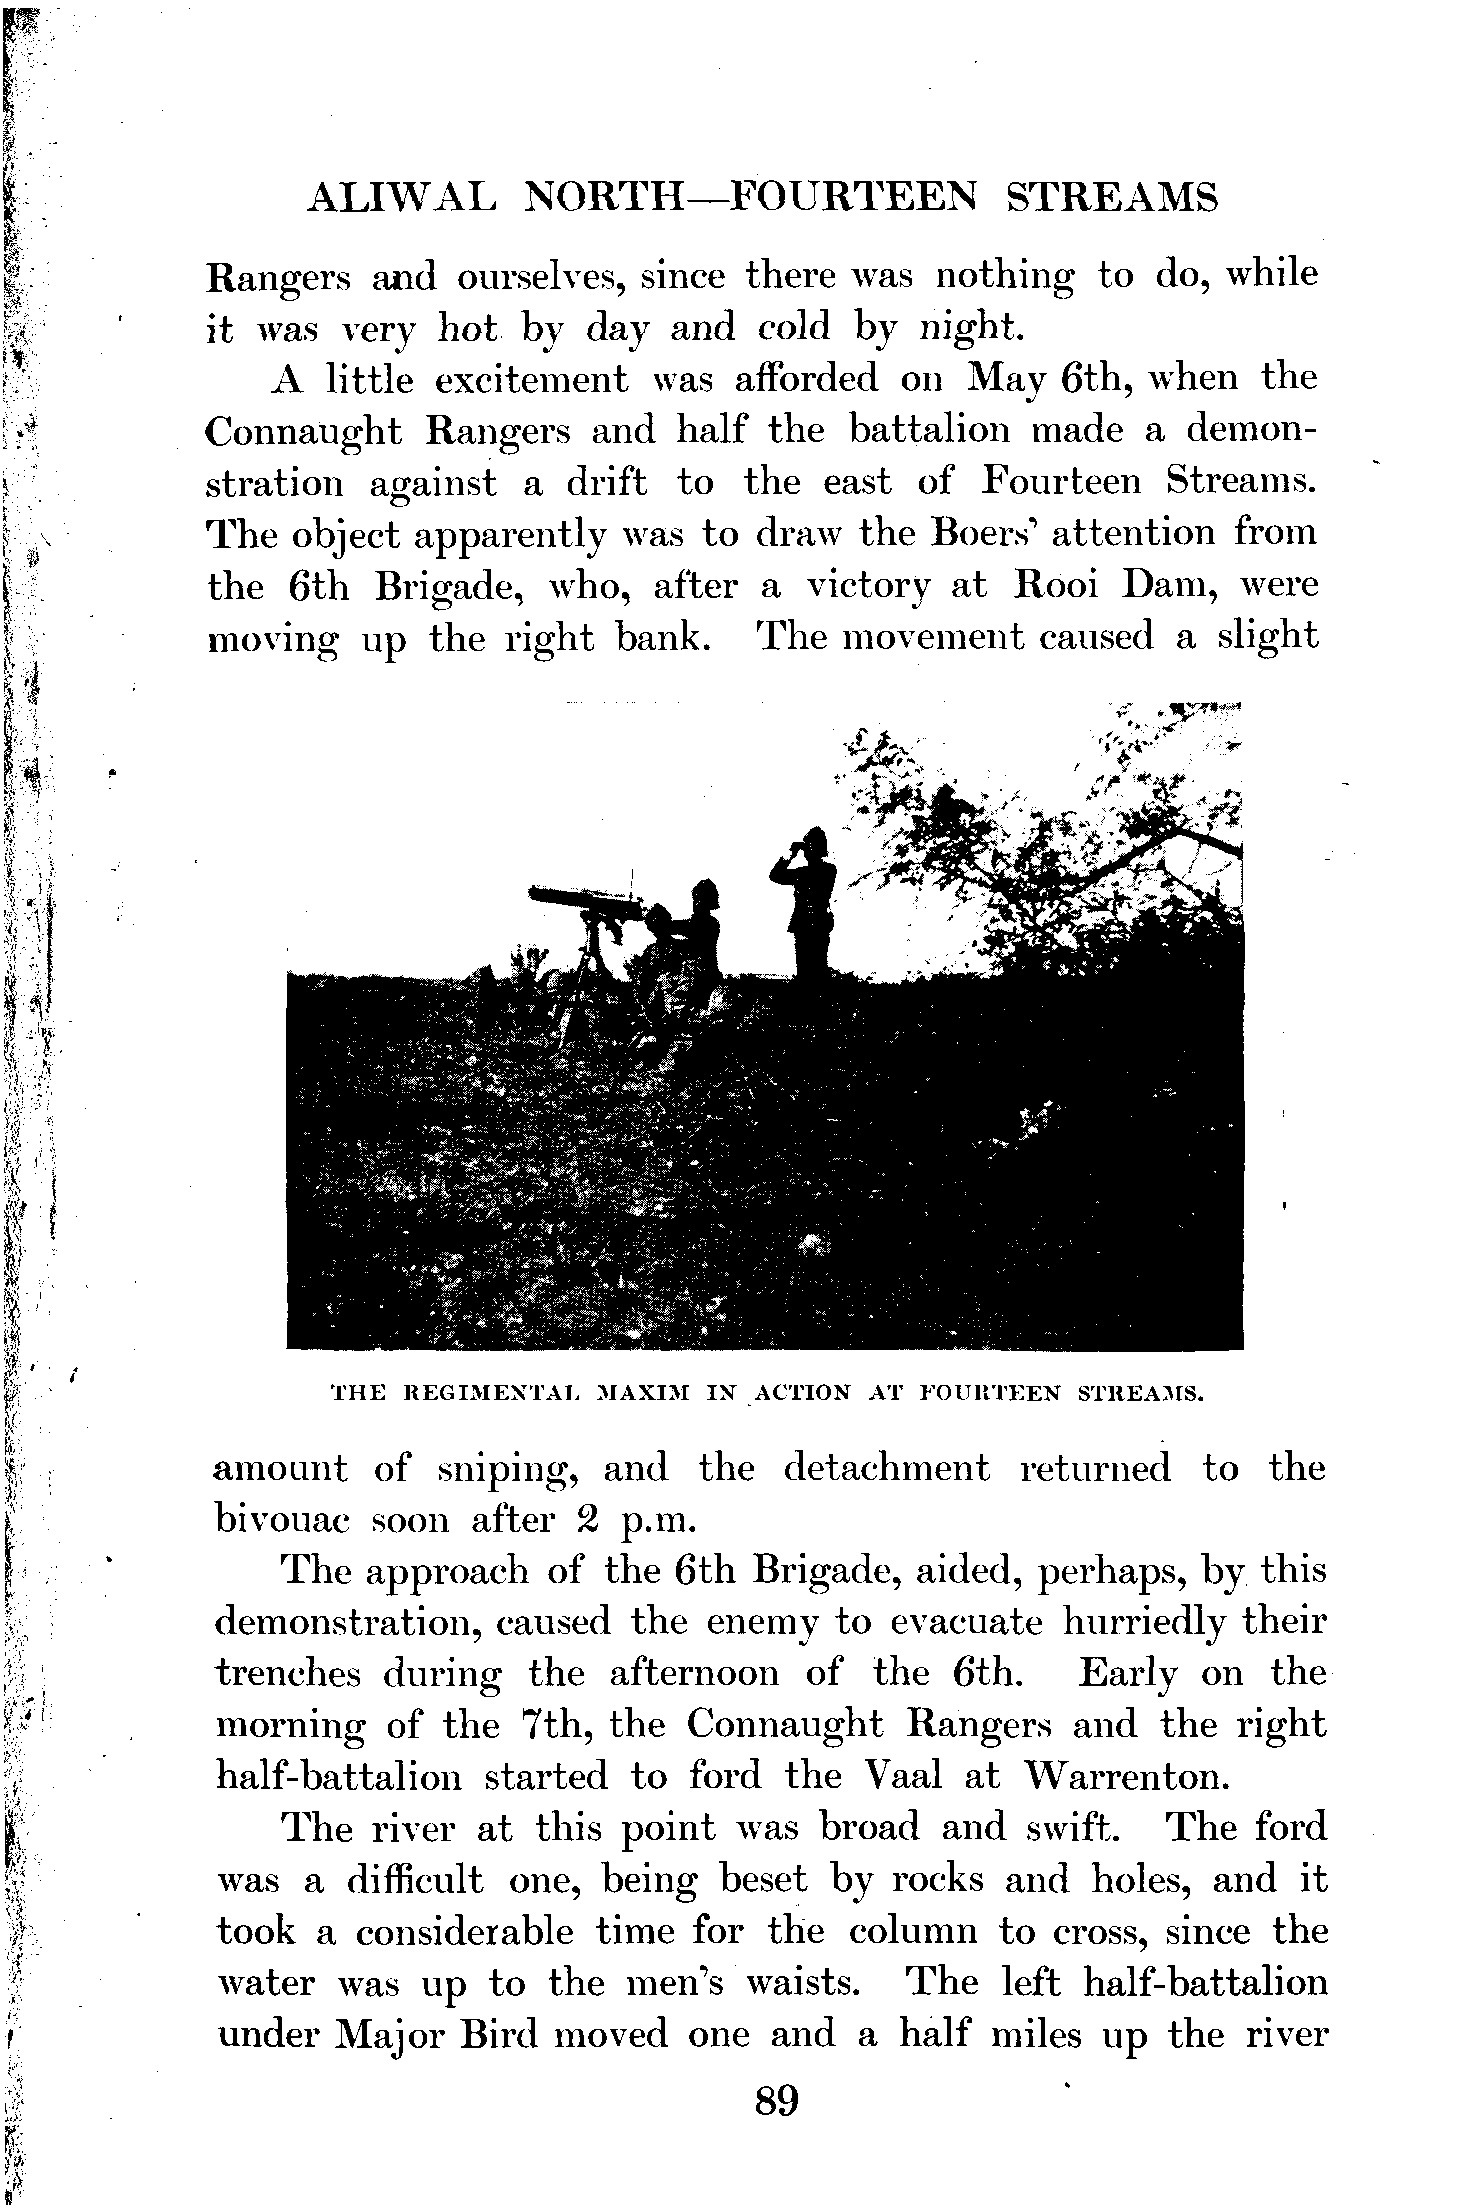 ALIWAL NORTH—FOURTEEN STREAMS
Rangers and ourselves, since there was nothing to do, while
it was very hot by day and cold by night.
A little excitement was afforded on May 6th, when the
Connaught Rangers and half the battalion made a demon-
stration against a drift to the east of Fourteen Streams.
The object apparently was to draw the Boers' attention from
the 6th Brigade, who, after a victory at Rooi Dam, were
moving up the right bank. The movement caused a slight
THE REGIMENTAL MAXIM IN ACTION AT FOURTEEN STREAMS.
amount of sniping, and the detachment returned to the
bivouac soon after 2 p.m.
The approach of the 6th Brigade, aided, perhaps, by this
demonstration, caused the enemy to evacuate hurriedly their
trenches during the afternoon of the 6th. Early on the
morning of the 7th, the Connaught Rangers and the right
half-battalion started to ford the Vaal at Warrenton.
The river at this point was broad and swift. The ford
was a difficult one, being beset by rocks and holes, and it
took a considerable time for the column to cross, since the
water was up to the men's waists. The left half-battalion
under Major Bird moved one and a half miles up the river
89